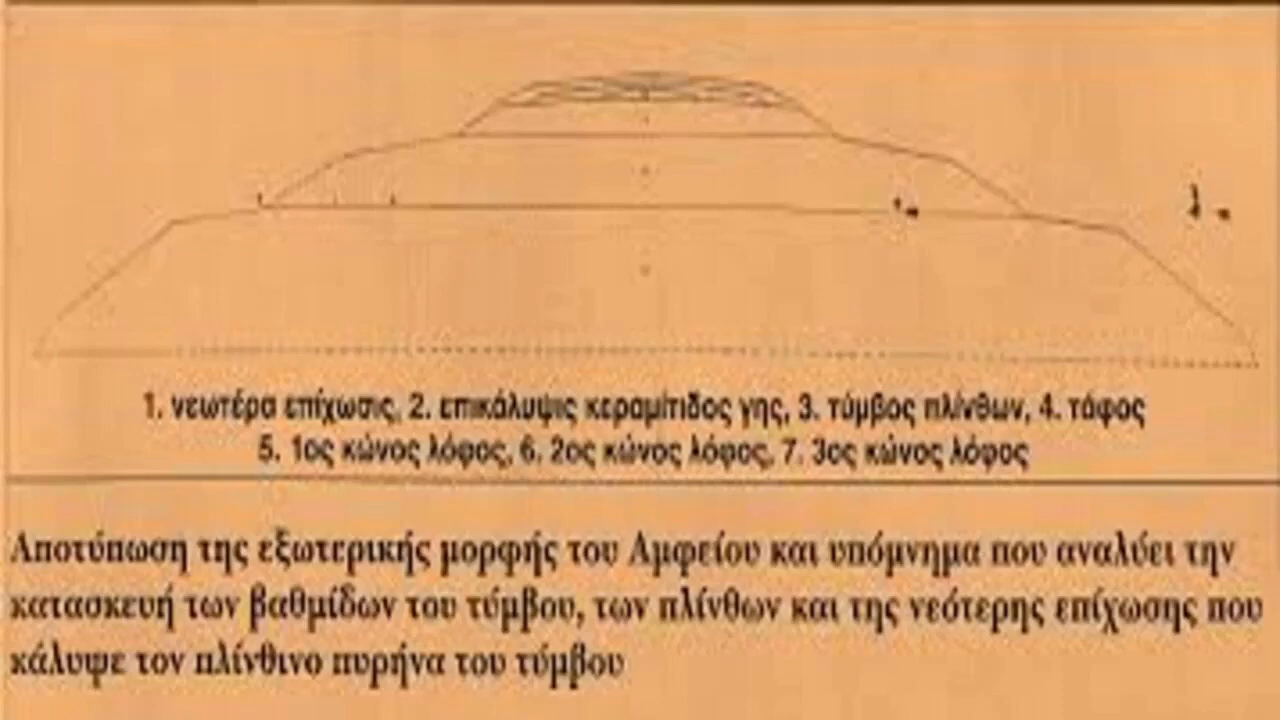 1. νεωτέρα επίχωσις, 2. επικάλυψις κεραμίτιδος γης, 3. τύμβος πλίνθων, 4. τάφος
5. 1ος κώνος λόφος, 6. 2ος κώνος λόφος, 7. 3ος κώνος λόφος
Αποτύπωση της εξωτερικής μορφής του Αμφείου και υπόμνημα που αναλύει την
κατασκευή των βαθμίδων του τύμβου, των πλίνθων και της νεότερης επίχωσης που
κάλυψε τον πλίνθινο πυρήνα του τύμβου